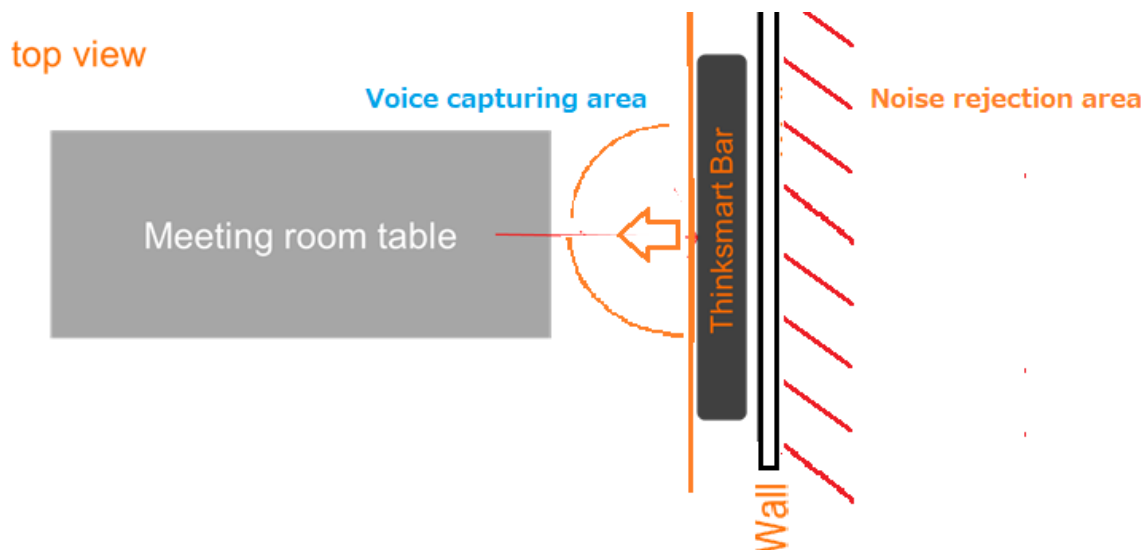 top view
Voice capturing area
Noise rejection area
Meeting room table
Thinksmart Bar
Wall